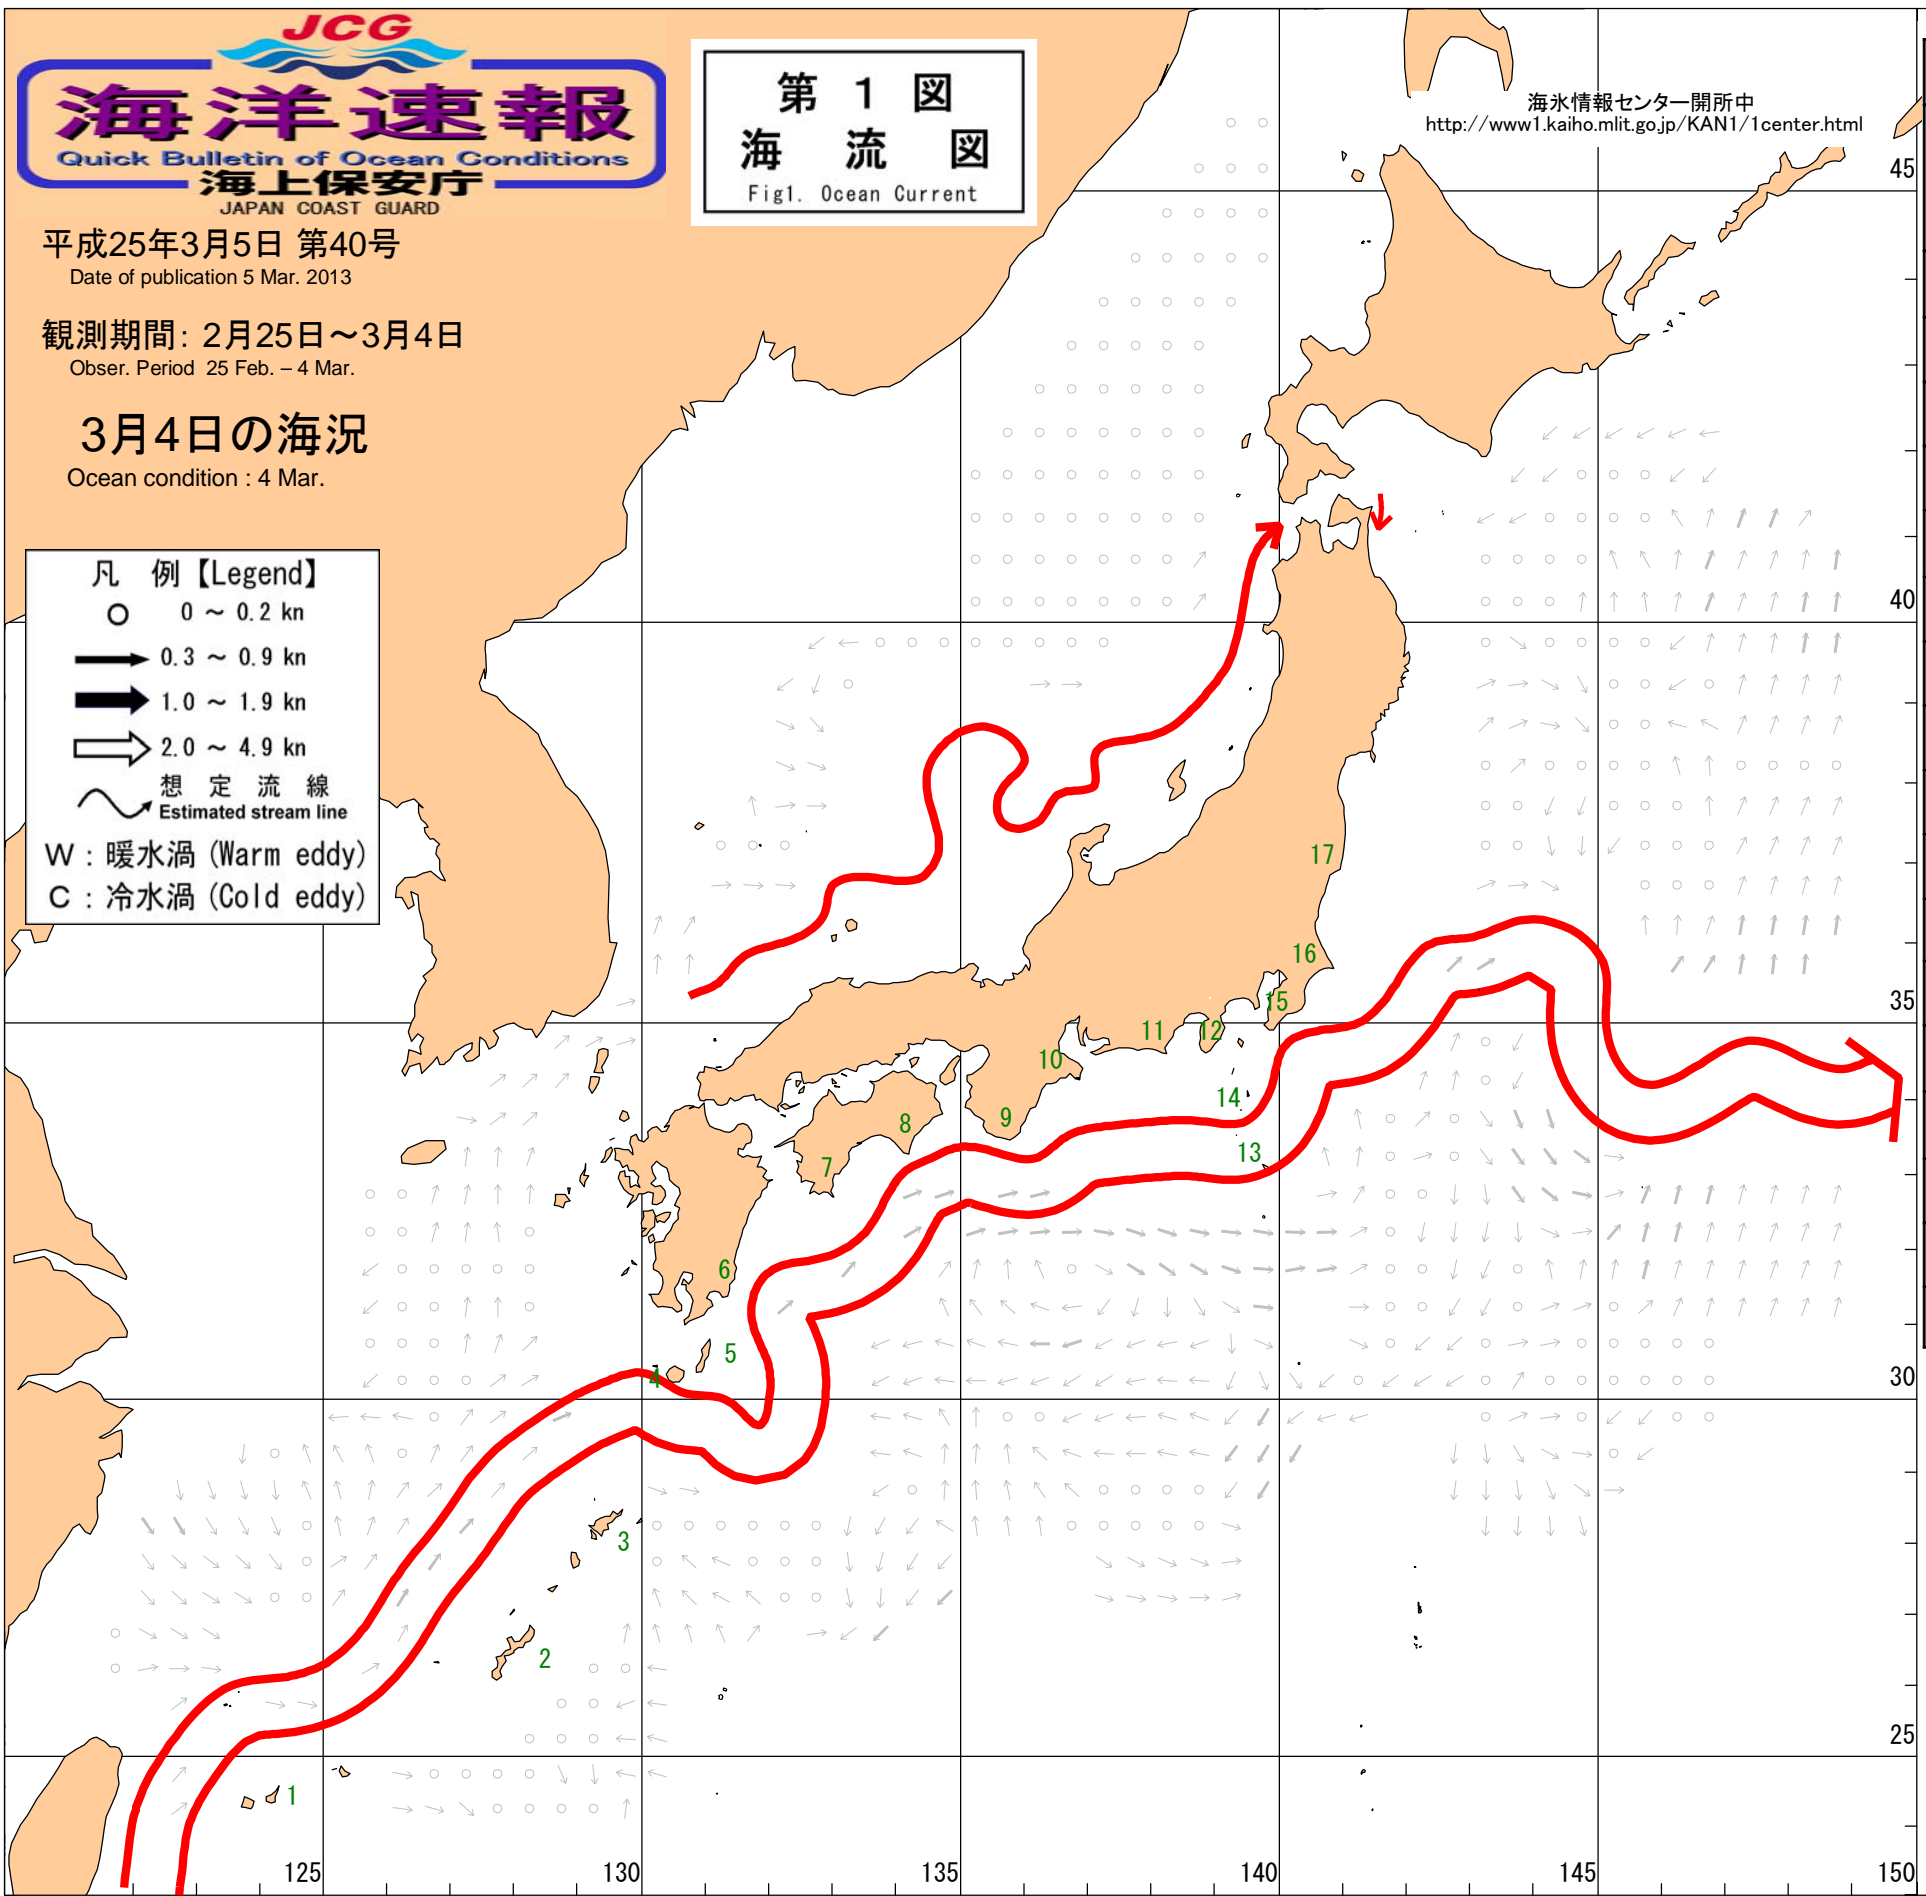 JCG
海洋速報
Quick Bulletin of Ocean Conditions
海上保安庁
JAPAN COAST GUARD
平成25年3月5日 第40号
Date of publication 5 Mar. 2013
観測期間: 2月25日～3月4日
Obser. Period 25 Feb. – 4 Mar.
3月4日の海況
Ocean condition : 4 Mar.
第 1 図
海 流 図
Fig1. Ocean Current
海氷情報センター開所中
http://www1.kaiho.mlit.go.jp/KAN1/1center.html
凡 例【Legend】
0 ～ 0.2 kn
0.3 ～ 0.9 kn
1.0 ～ 1.9 kn
2.0 ～ 4.9 kn
想 定 流 線
Estimated stream line
W : 暖水渦 (Warm eddy)
C : 冷水渦 (Cold eddy)
45
40
17
16
35
15
12
11
10
14
9
8
13
7
6
5
4
30
3
2
25
1
125
130
135
140
145
150